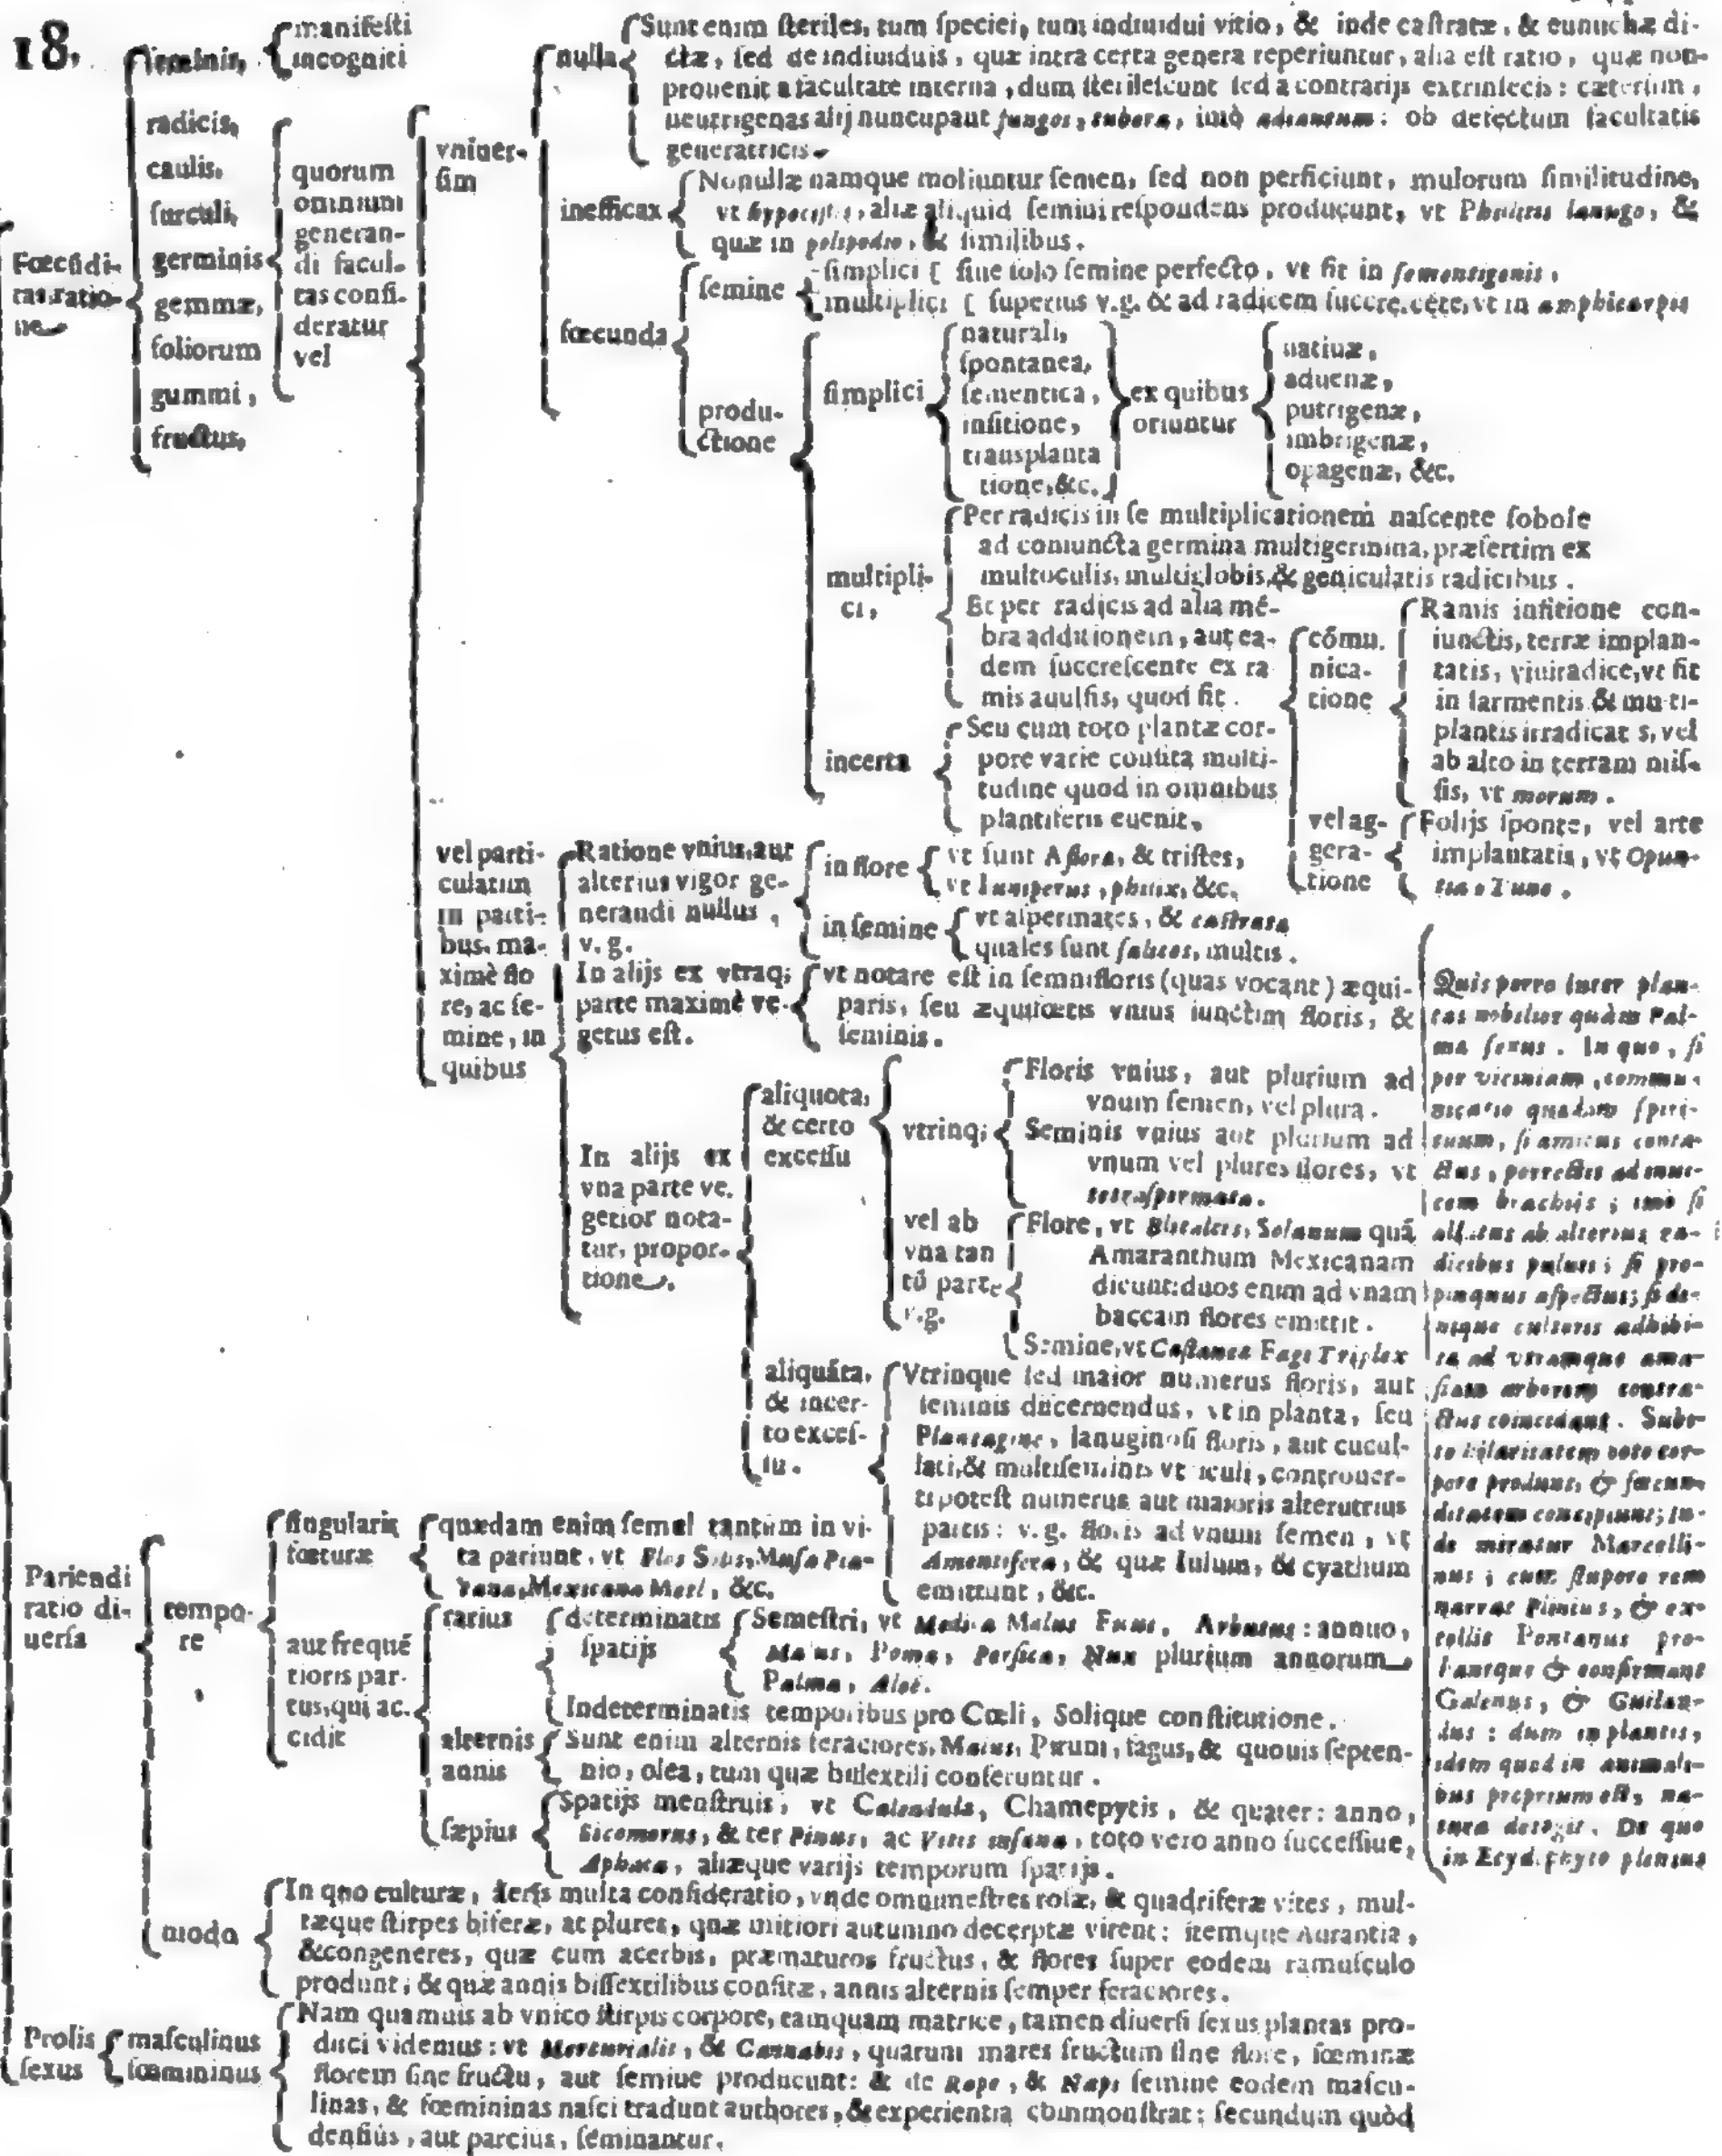 18.
seminis,
manifesti
incogniti
radicis,
caulis,
surculi,
germinis
gemmæ,
foliorum
gummi,
fructus,
Fœcūdi-
tatis ratio-
ne
quorum
omnium
generan-
di facul-
tas consi-
deratur
vel
vniuer-
sim
nulla
Sunt enim steriles, tum speciei, tum indiuidui vitio, & inde castratæ, & eunuchæ di-
ctæ, sed de indiuiduis, quæ intra certa genera reperiuntur, alia est ratio, quæ non
prouenit a facultate interna, dum sterilescunt sed a contrarijs extrinsecis: cæterum,
neutrigenas alij nuncupant fungos, tubera, imò adiantum: ob defectum facultatis
generatricis.
inefficax
Nonullæ namque moliuntur semen, sed non perficiunt, mulorum similitudine,
vt hypocistis, aliæ aliquid semini respondens producunt, vt lanugo, &
quæ in polipodio, & similibus.
fœcunda
semine
simplici [ siue solo semine perfecto, vt fit in sementigenis,
multiplici [ superius v.g. & ad radicem succrescẽte, vt in amphicarpis
produ-
ctione
simplici
naturali,
spontanea,
sementica,
insitione,
transplanta
tione, &c.
ex quibus
oriuntur
natiuæ,
aduenæ,
putrigenæ,
imbrigenæ,
opagenæ, &c.
multipli-
ci,
Per radicis in se multiplicationem nascente sobole
ad coniuncta germina multigermina, præsertim ex
multoculis, multiglobis, & geniculatis radicibus.
Et per radicis ad alia mẽ-
bra additionem, aut ea-
dem succrescente ex ra
mis auulsis, quod fit.
cōmu.
nica-
tione
Ramis insitione con-
iunctis, terræ implan-
tatis, viuiradice, vt fit
in sarmentis & multi-
plantis irradicatis, vel
ab alto in terram mis-
sis, vt morum.
vel ag-
gera-
tione
Folijs sponte, vel arte
implantatis, vt Opun-
tia Tune.
incerta
Seu cum toto plantæ cor-
pore varie consita multi-
tudine quod in omnibus
plantiferis euenit.
vel parti-
culatim
in parti-
bus, ma-
ximè flo
re, ac se-
mine, in
quibus
Ratione vnius, aut
alterius vigor ge-
nerandi nullus,
v. g.
in flore
vt sunt Aflora, & tristes,
vt Iuniperus, philix, &c.
in semine
vt aspermates, & castrata
quales sunt salices, multis.
In alijs ex vtraq;
parte maximè ve-
getus est.
vt notare est in semnifloris (quas vocant) æqui-
paris, seu æquifœtis vnius iunctim floris, &
seminis.
In alijs ex
vna parte ve.
getior nota-
tur, propor-
tione.
aliquota,
& certo
excessu
vtrinq;
Floris vnius, aut plurium ad
vnum semen, vel plura.
Seminis vnius aut plurium ad
vnum vel plures flores, vt
tetraspermata.
vel ab
vna tan
tū parte
v.g.
Flore, vt Solanum quã
Amaranthum Mexicanam
dicunt: duos enim ad vnam
baccam flores emittit.
Semine, vt Castanea Fagi Triplex
aliquāta,
& incer-
to exces-
su.
Vtrinque sed maior numerus floris, aut
seminis discernendus, vt in planta, seu
Plantagine, lanuginosi floris, aut cucul-
lati, & multiseminis vt iculi, controuer-
ti potest numerus aut maioris alterutrius
partis: v.g. floris ad vnum semen, vt
Amentifera, & quæ Iulum, & cyathum
emittunt, &c.
Quis porro inter plan-
tas nobilior quàm Pal-
ma sexus. In quo, si
per viciniam, commu-
nicatio quadam spiri-
tuum, si amicus conta-
ctus, porrectis ad inui-
cem brachijs; imò si
allatus ab alterius ra-
dicibus puluis; si pro-
pinquus aspectus; si de-
nique cultoris adhibi-
ta ad vtramque ama-
siam arborem contra-
ctus coincidant. Subi-
to hilaritatem toto cor-
pore produnt, & fœcun-
ditatem concipiunt; in-
de miratur Marcelli-
nus; cum stupore rem
narrat Plinius, & ex-
tollit Pontanus pro-
bantque & confirmant
Galenus, & Guilan-
dus: dum in plantis,
idem quod in animali-
bus proprium est, na-
tura detegit. De quo
in Ecyd. phyto plenius
Pariendi
ratio di-
uersa
tempo-
re
singularis
fœturæ
quædam enim semel tantum in vi-
ta pariunt, vt Flos Solis, Musa
Mexicana Metl, &c.
aut frequẽ
tioris par-
tus, qui ac.
cidit
rarius
determinatis
spatijs
Semestri, vt Medica Malus Arbutus: annuo,
Malus, Poma, Persica, Nux plurium annorum
Palma, Aloë.
Indeterminatis temporibus pro Cœli, Solique constitutione.
alternis
annis
Sunt enim alternis feraciores, Malus, Pirum, fagus, & quouis septen-
nio, olea, tum quæ bissextili conseruntur.
sæpius
Spatijs menstruis; vt Calendula, Chamepytis, & quater: anno,
Sicomorus, & ter Pinus, ac Vitis insana, toto vero anno successiue,
Aphaca, aliæque varijs temporum spatijs.
modo
In quo culturæ, aeris multa consideratio, vnde omnimestres rosæ, & quadriferæ vites, mul-
tæque stirpes biferæ, at plures, quæ mitiori autumno decerptæ virent: itemque Aurantia,
& congeneres, quæ cum acerbis, præmaturos fructus, & flores super eodem ramusculo
produnt, & quæ annis bissextilibus consitæ, annis alternis semper feraciores.
Prolis
sexus
masculinus
fœmininus
Nam quamuis ab vnico stirpis corpore, tamquam matrice, tamen diuersi sexus plantas pro-
duci videmus: vt Mercurialis, & Cannabis, quarum mares fructum sine flore, fœminæ
florem sine fructu, aut semine producunt: & de Rape, & Napi semine eodem mascu-
linas, & fœmininas nasci tradunt authores, & experientia commonstrat: secundum quòd
densiùs, aut parcius, seminantur.